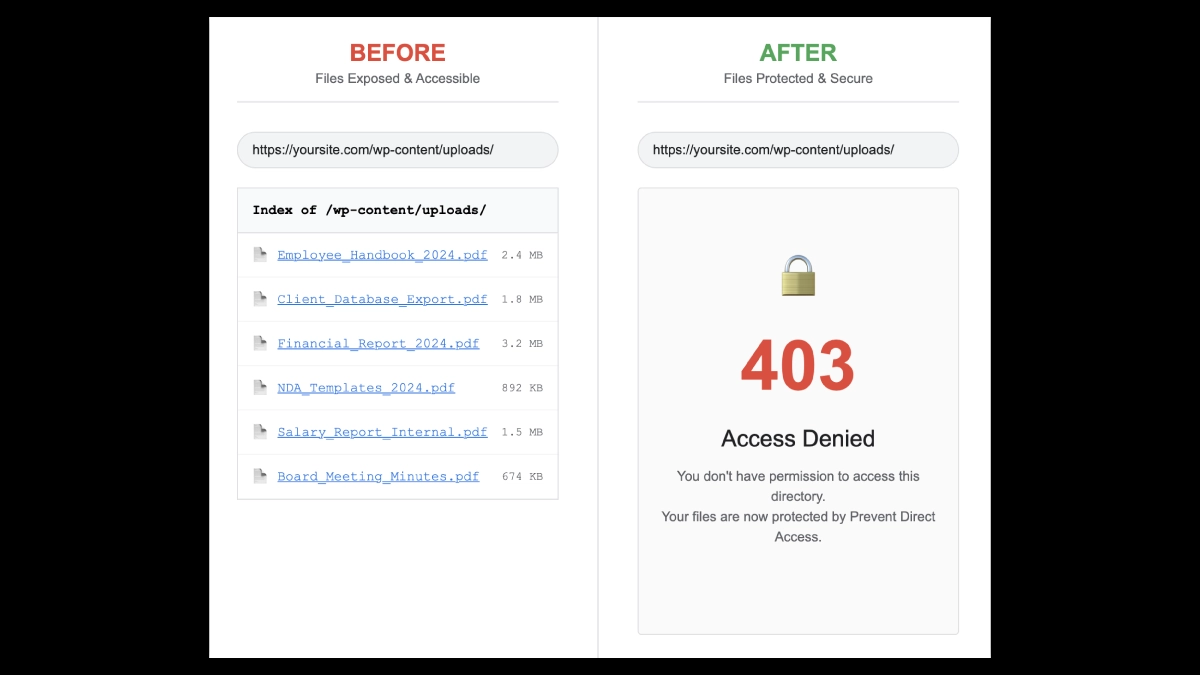 BEFORE
Files Exposed & Accessible
https://yoursite.com/wp-content/uploads/
Index of /wp-content/uploads/
Employee_Handbook_2024.pdf 2.4 MB
Client_Database_Export.pdf 1.8 MB
Financial_Report_2024.pdf 3.2 MB
NDA_Templates_2024.pdf 892 KB
Salary_Report_Internal.pdf 1.5 MB
Board_Meeting_Minutes.pdf 674 KB
AFTER
Files Protected & Secure
https://yoursite.com/wp-content/uploads/
403
Access Denied
You don't have permission to access this
directory.
Your files are now protected by Prevent Direct
Access.